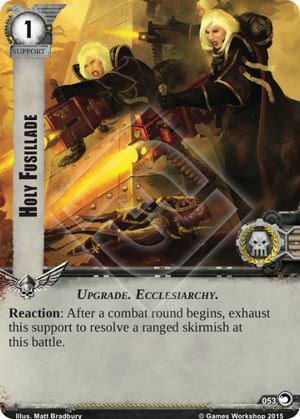 1
SUPPORT
HOLY FUSILLADE
UPGRADE. ECCLESIARCHY.
Reaction: After a combat round begins, exhaust
this support to resolve a ranged skirmish at
this battle.
053
Illus. Matt Bradbury
© Games Workshop 2015